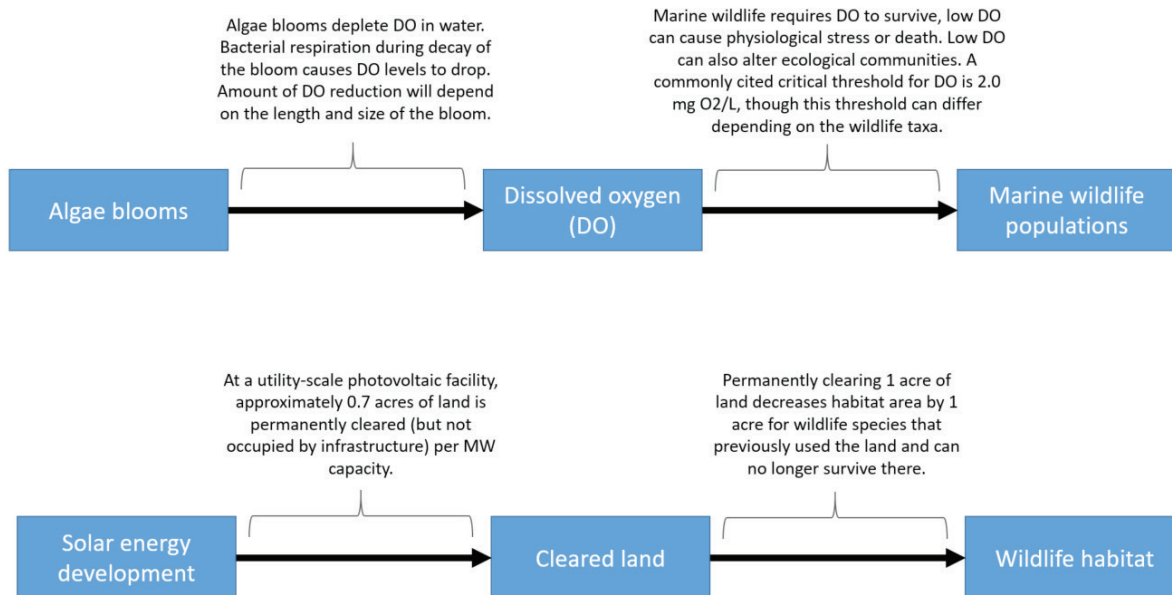 Algae blooms deplete DO in water.
Bacterial respiration during decay of
the bloom causes DO levels to drop.
Amount of DO reduction will depend
on the length and size of the bloom.
Marine wildlife requires DO to survive, low DO
can cause physiological stress or death. Low DO
can also alter ecological communities. A
commonly cited critical threshold for DO is 2.0
mg O2/L, though this threshold can differ
depending on the wildlife taxa.
Algae blooms
Dissolved oxygen
(DO)
Marine wildlife
populations
At a utility-scale photovoltaic facility,
approximately 0.7 acres of land is
permanently cleared (but not
occupied by infrastructure) per MW
capacity.
Permanently clearing 1 acre of
land decreases habitat area by 1
acre for wildlife species that
previously used the land and can
no longer survive there.
Solar energy
development
Cleared land
Wildlife habitat